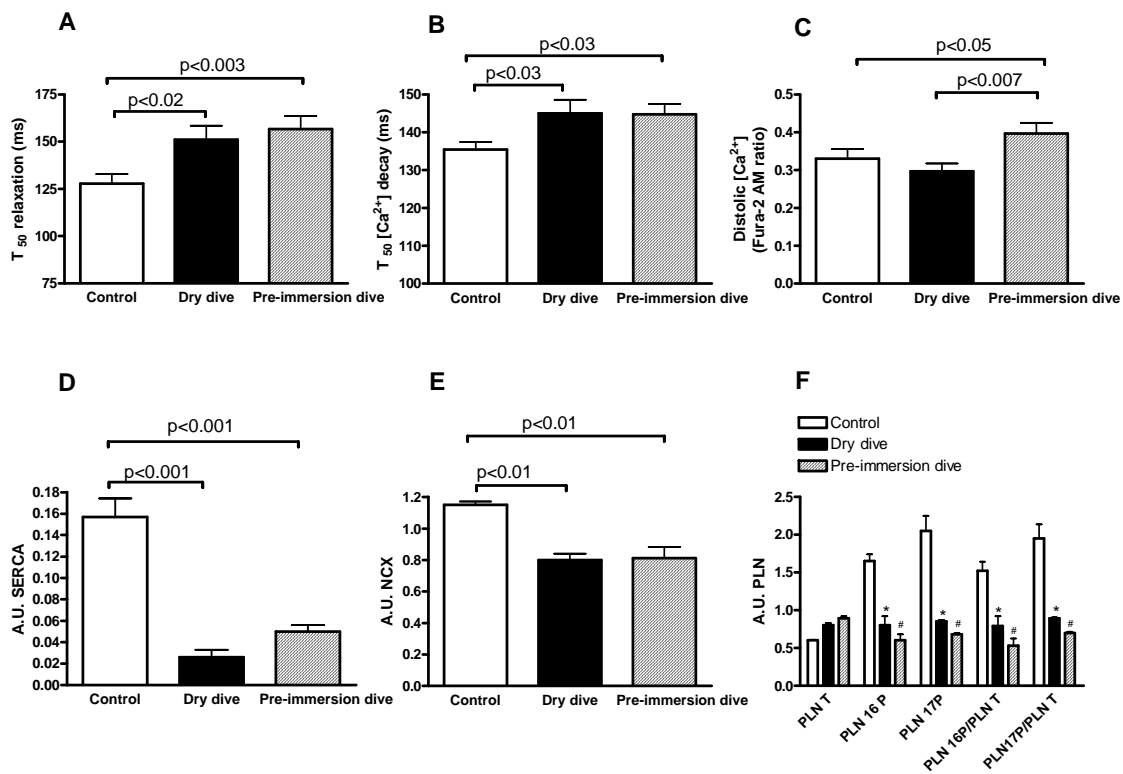 A
p<0.003
p<0.02
175
150
125
100
75
T 50 relaxation (ms)
Control
Dry dive
Pre-immersion dive
B
p<0.03
p<0.03
160
150
140
130
120
110
100
T 50 [Ca2+] decay (ms)
Control
Dry dive
Pre-immersion dive
C
p<0.05
p<0.007
0.5
0.4
0.3
0.2
0.1
0.0
Distolic [Ca2+]
(Fura-2 AM ratio)
Control
Dry dive
Pre-immersion dive
D
p<0.001
p<0.001
0.18
0.16
0.14
0.12
0.10
0.08
0.06
0.04
0.02
0.00
A.U. SERCA
Control
Dry dive
Pre-immersion dive
E
p<0.01
p<0.01
1.2
1.0
0.8
0.6
0.4
0.2
0.0
A.U. NCX
Control
Dry dive
Pre-immersion dive
F
Control
Dry dive
Pre-immersion dive
2.5
2.0
1.5
1.0
0.5
0.0
A.U. PLN
* # * # * # * #
PLN T
PLN 16 P
PLN 17P
PLN 16P/PLN T
PLN17P/PLN T